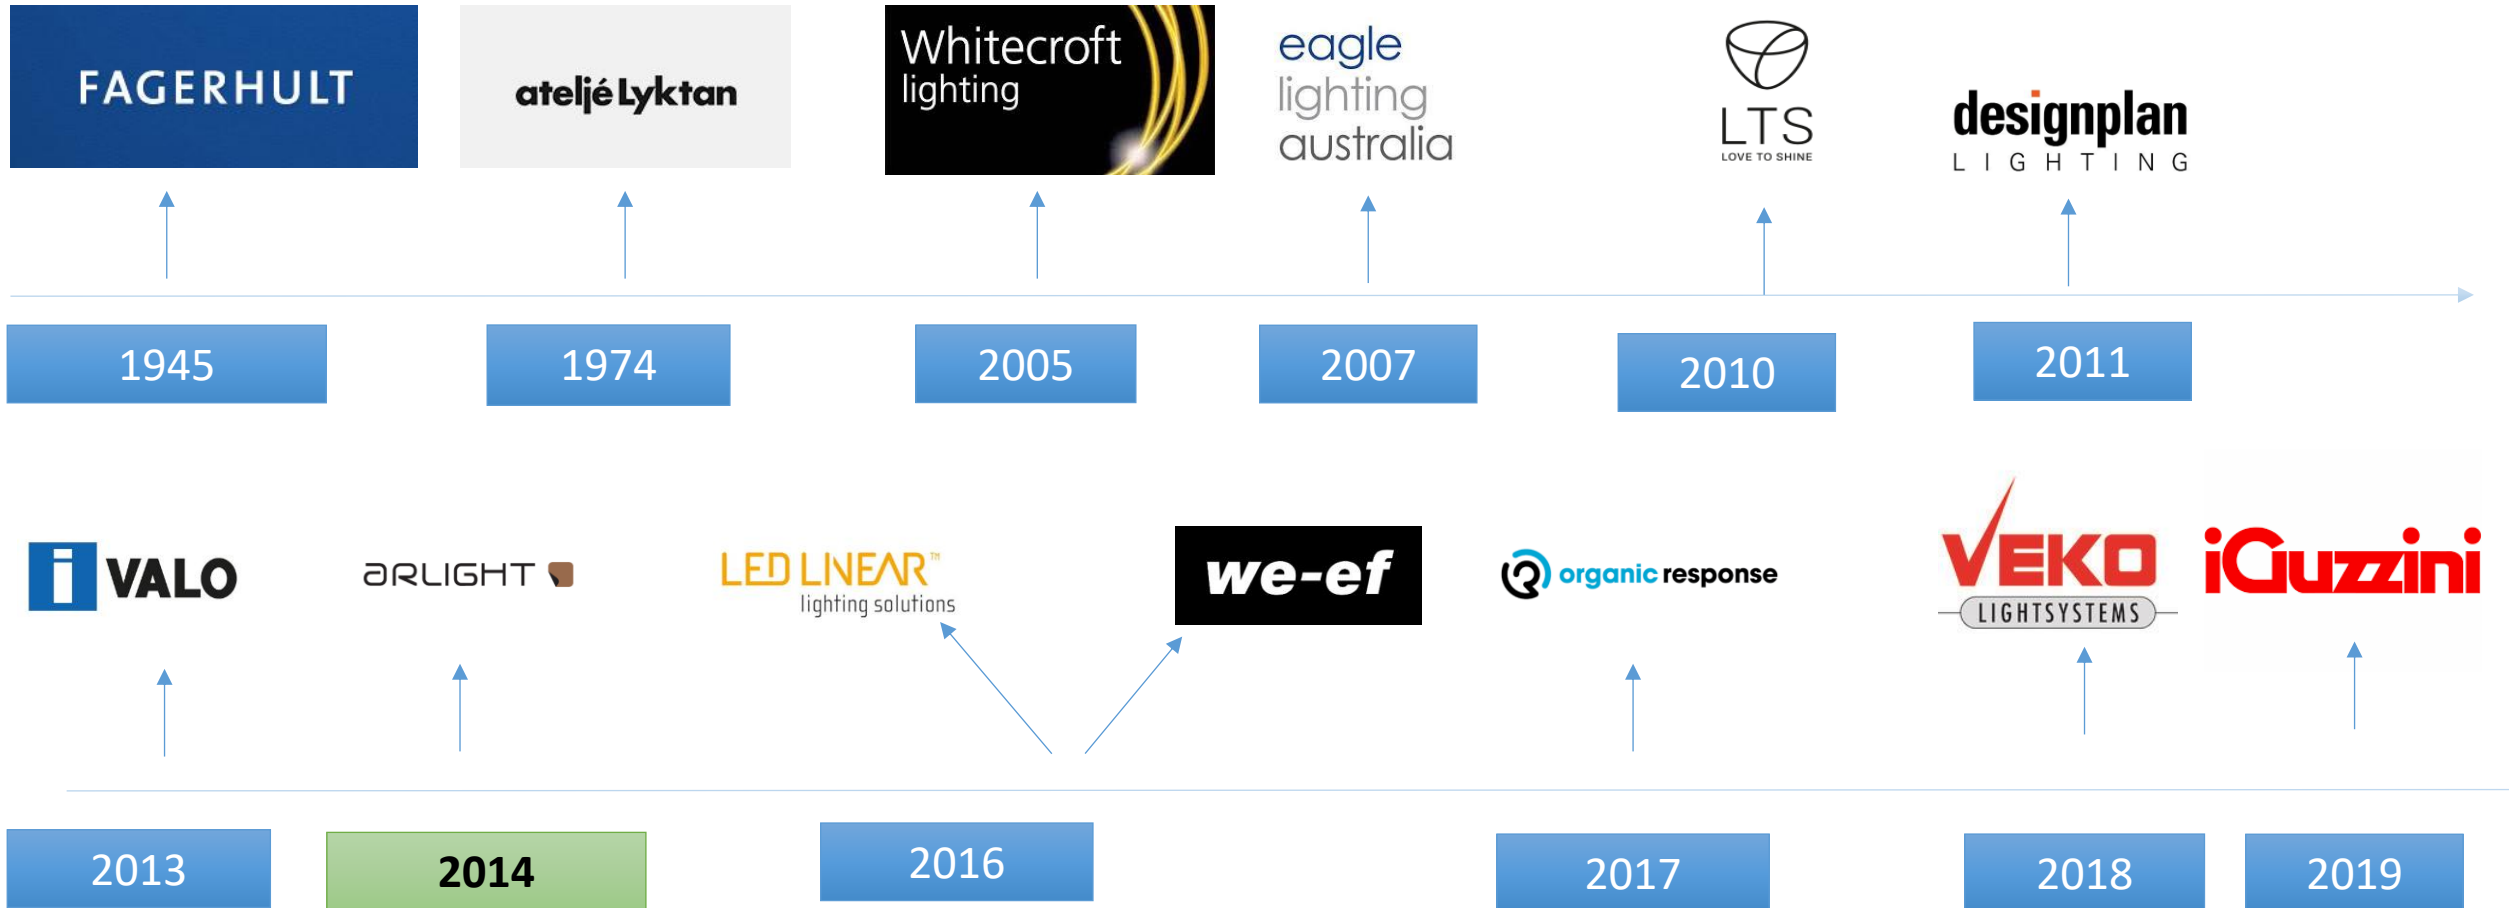 FAGERHULT
ateljé Lyktan
Whitecroft
lighting
eagle
lighting
australia
LTS
LOVE TO SHINE
designplan
LIGHTING
1945
1974
2005
2007
2010
2011
i VALO
ARLIGHT
LED LINEAR™
lighting solutions
we-ef
organic response
VEKO
LIGHTSYSTEMS
iGuzzini
2013
2014
2016
2017
2018
2019